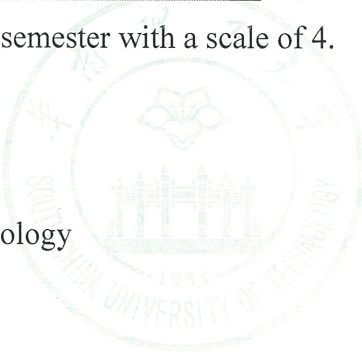 semester with a scale of 4.
SOUTH CHINA UNIVERSITY OF TECHNOLOGY
ology
1934